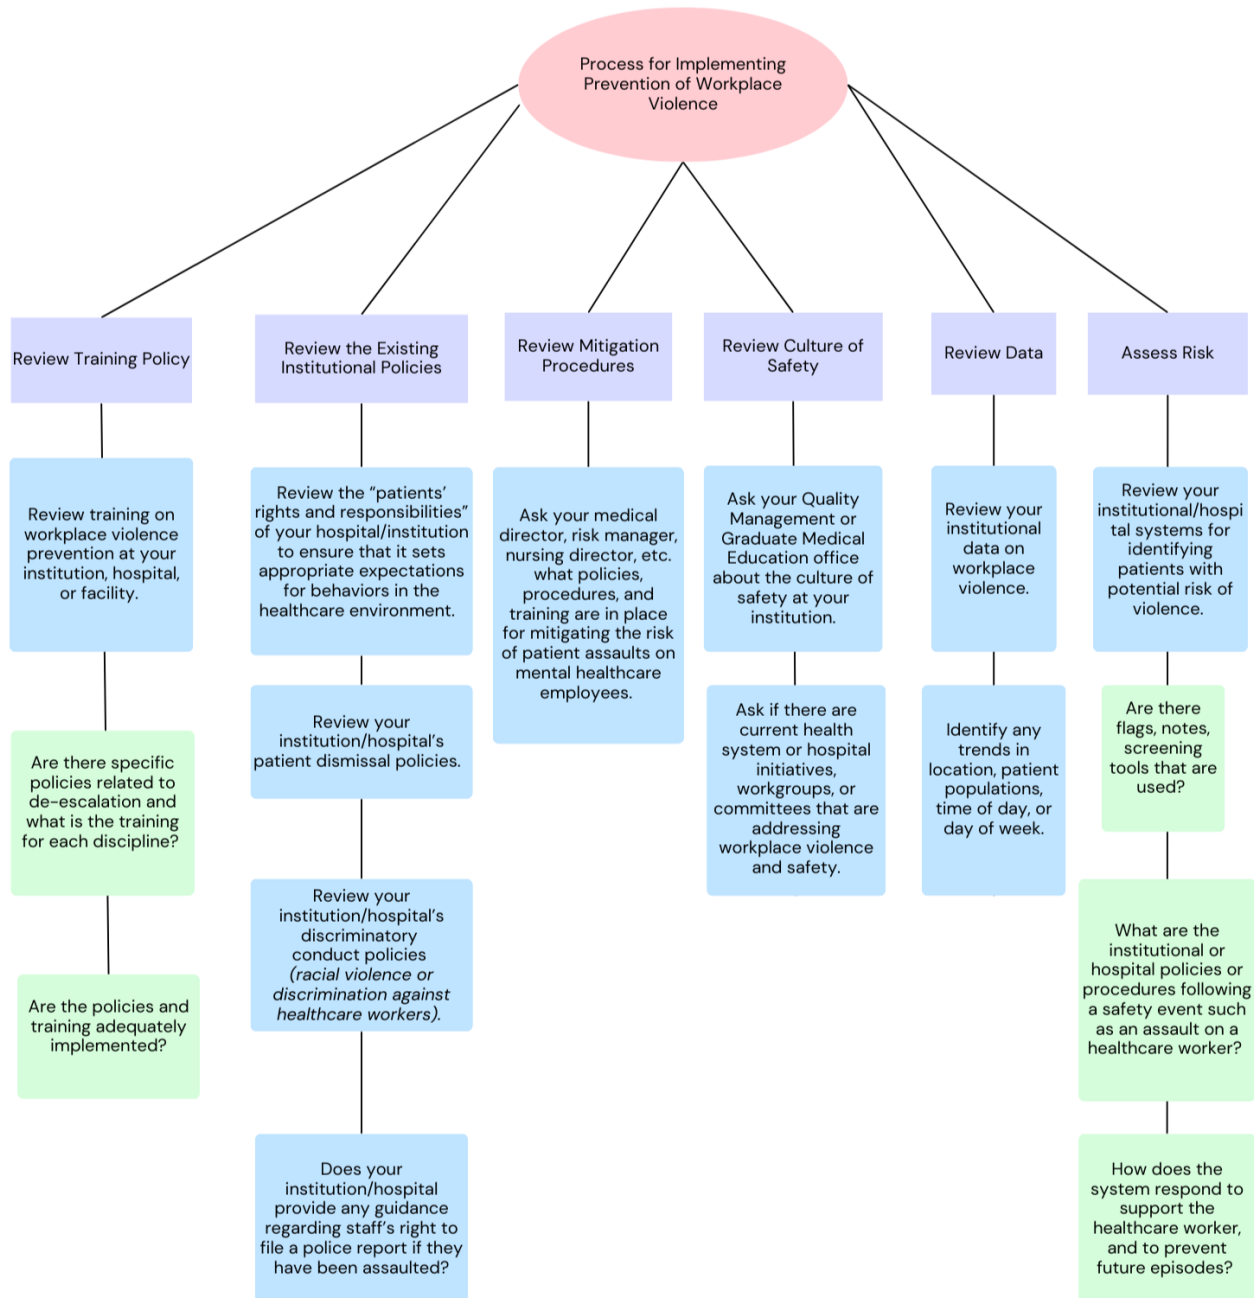 Process for Implementing
Prevention of Workplace
Violence
Review Training Policy
Review the Existing
Institutional Policies
Review Mitigation
Procedures
Review Culture of
Safety
Review Data
Assess Risk
Review training on
workplace violence
prevention at your
institution, hospital,
or facility.
Are there specific
policies related to
de-escalation and
what is the training
for each discipline?
Are the policies and
training adequately
implemented?
Review the “patients’
rights and responsibilities”
of your hospital/institution
to ensure that it sets
appropriate expectations
for behaviors in the
healthcare environment.
Review your
institution/hospital’s
patient dismissal policies.
Review your
institution/hospital’s
discriminatory
conduct policies
(racial violence or
discrimination against
healthcare workers).
Does your
institution/hospital
provide any guidance
regarding staff’s right to
file a police report if they
have been assaulted?
Ask your medical
director, risk manager,
nursing director, etc.
what policies,
procedures, and
training are in place
for mitigating the risk
of patient assaults on
mental healthcare
employees.
Ask your Quality
Management or
Graduate Medical
Education office
about the culture of
safety at your
institution.
Ask if there are
current health
system or hospital
initiatives,
workgroups, or
committees that are
addressing
workplace violence
and safety.
Review your
institutional
data on
workplace
violence.
Identify any
trends in
location, patient
populations,
time of day, or
day of week.
Review your
institutional/hospi
tal systems for
identifying
patients with
potential risk of
violence.
Are there
flags, notes,
screening
tools that are
used?
What are the
institutional or
hospital policies or
procedures following
a safety event such
as an assault on a
healthcare worker?
How does the
system respond to
support the
healthcare worker,
and to prevent
future episodes?